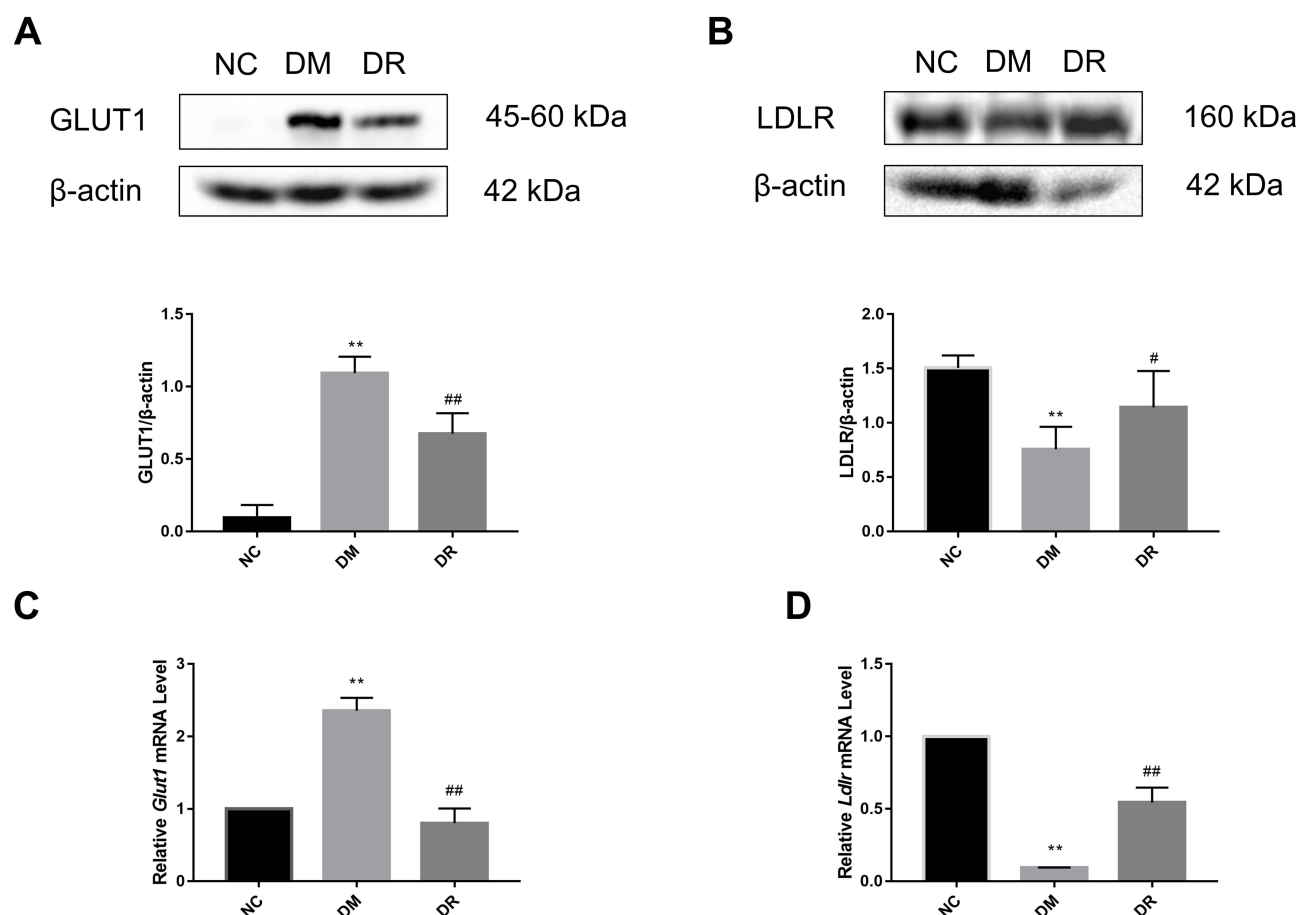 A
NC DM DR
GLUT1
45-60 kDa
β-actin
42 kDa
GLUT1/β-actin
1.5
1.0
0.5
0.0
**
##
NC
DM
DR
B
NC DM DR
LDLR
160 kDa
β-actin
42 kDa
LDLR/β-actin
2.0
1.5
1.0
0.5
0.0
**
#
NC
DM
DR
C
Relative Glut1 mRNA Level
3
2
1
0
**
##
NC
DM
DR
D
Relative Ldlr mRNA Level
1.5
1.0
0.5
0.0
**
##
NC
DM
DR